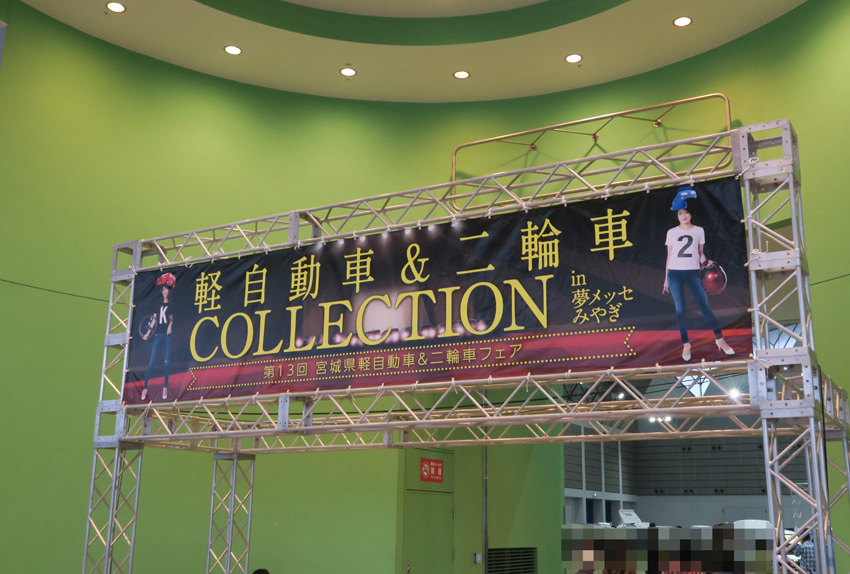 軽自動車&二輪車
COLLECTION
in
夢メッセ
みやぎ
第13回 宮城県軽自動車&二輪車フェア
K
2